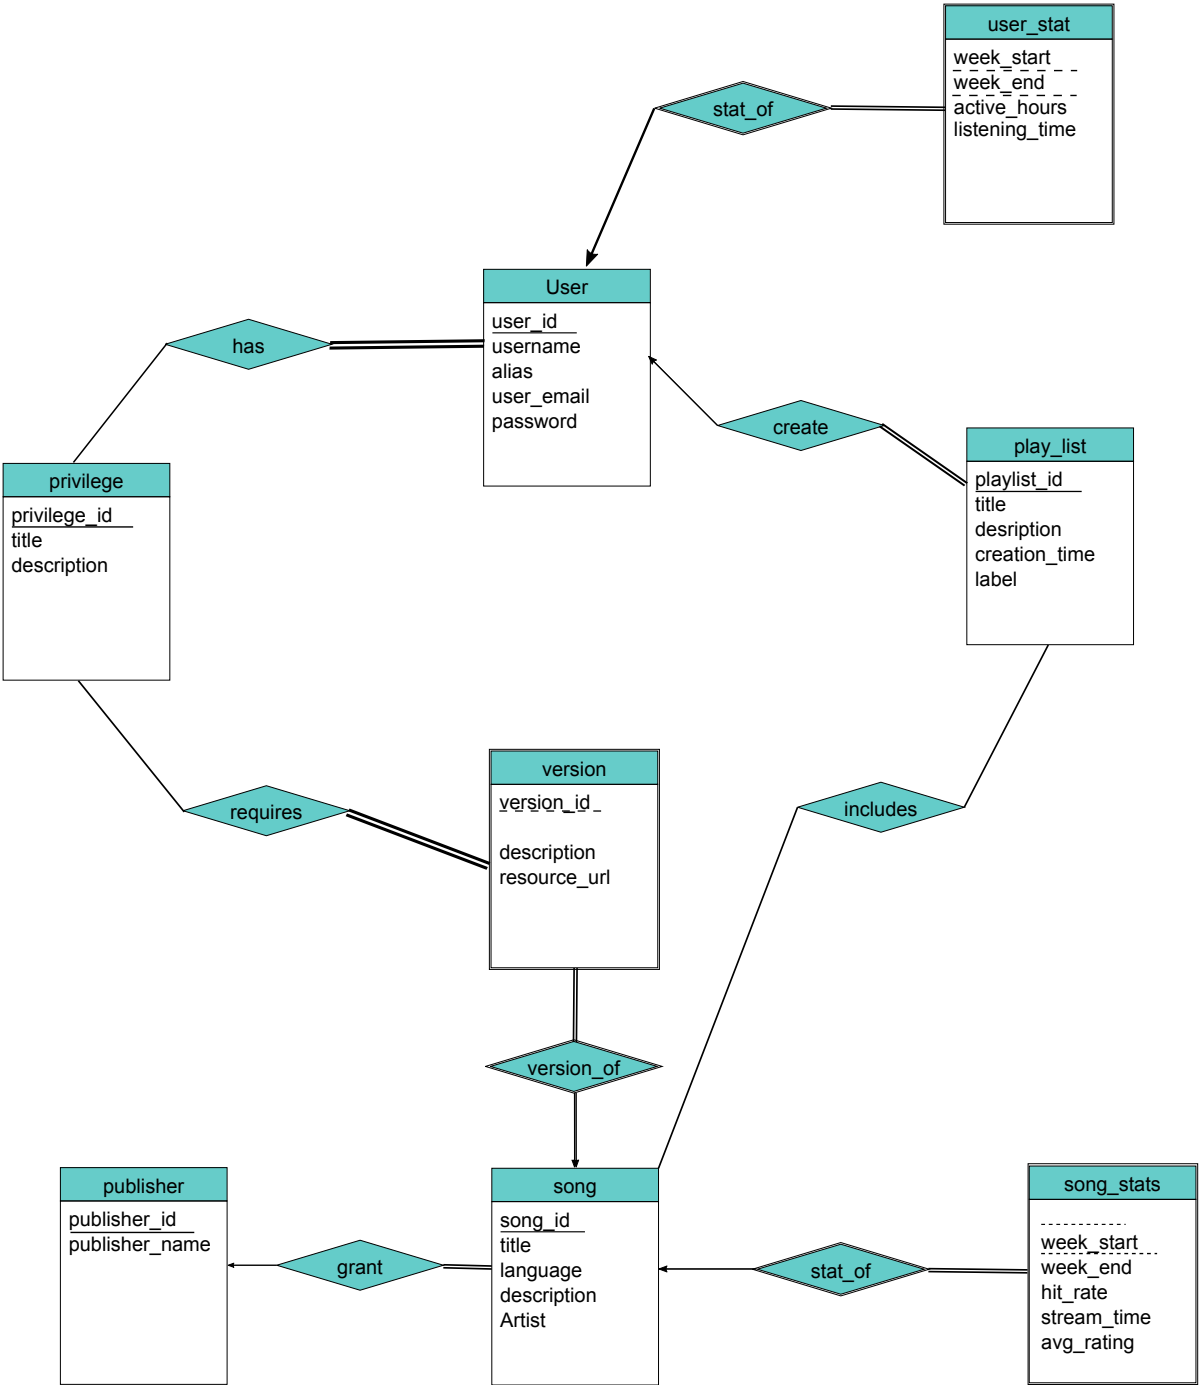 user_stat
week_start
week_end
active_hours
listening_time
stat_of
User
user_id
username
alias
user_email
password
has
create
play_list
playlist_id
title
desription
creation_time
label
privilege
privilege_id
title
description
version
version_id
description
resource_url
requires
includes
version_of
publisher
publisher_id
publisher_name
grant
song
song_id
title
language
description
Artist
stat_of
song_stats
week_start
week_end
hit_rate
stream_time
avg_rating